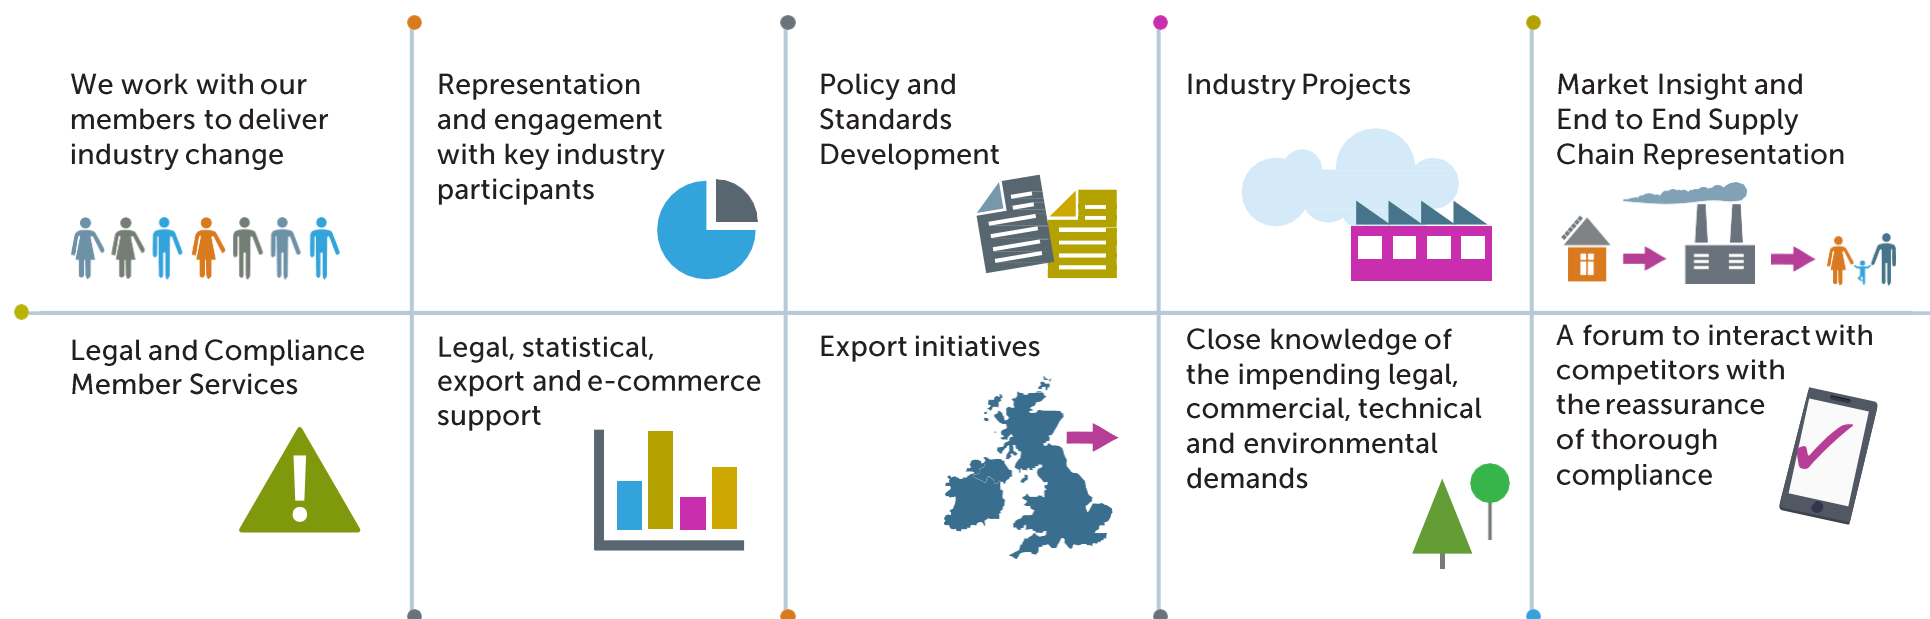 We work with our
members to deliver
industry change
Representation
and engagement
with key industry
participants
Policy and
Standards
Development
Industry Projects
Market Insight and
End to End Supply
Chain Representation
Legal and Compliance
Member Services
Legal, statistical,
export and e-commerce
support
Export initiatives
Close knowledge of
the impending legal,
commercial, technical
and environmental
demands
A forum to interact with
competitors with
the reassurance
of thorough
compliance